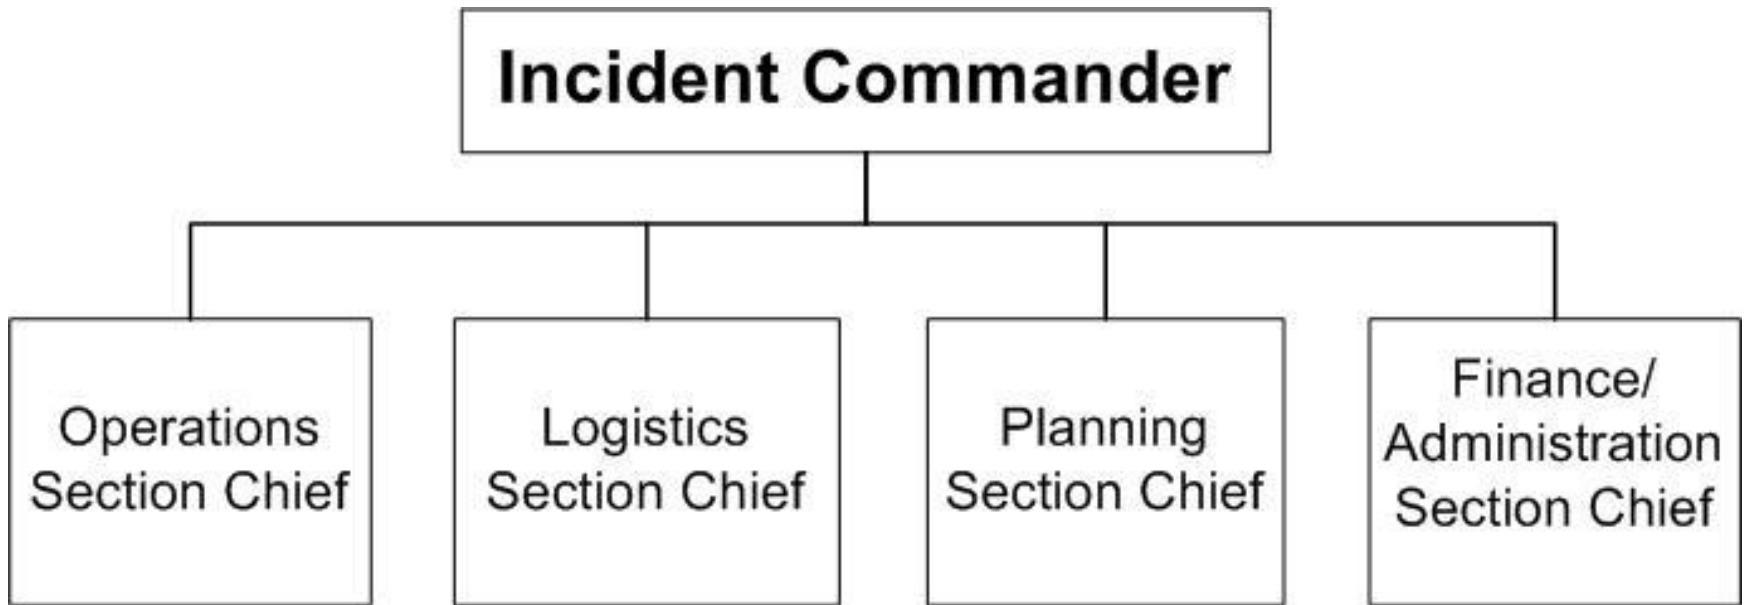 Incident Commander
Operations
Section Chief
Logistics
Section Chief
Planning
Section Chief
Finance/
Administration
Section Chief